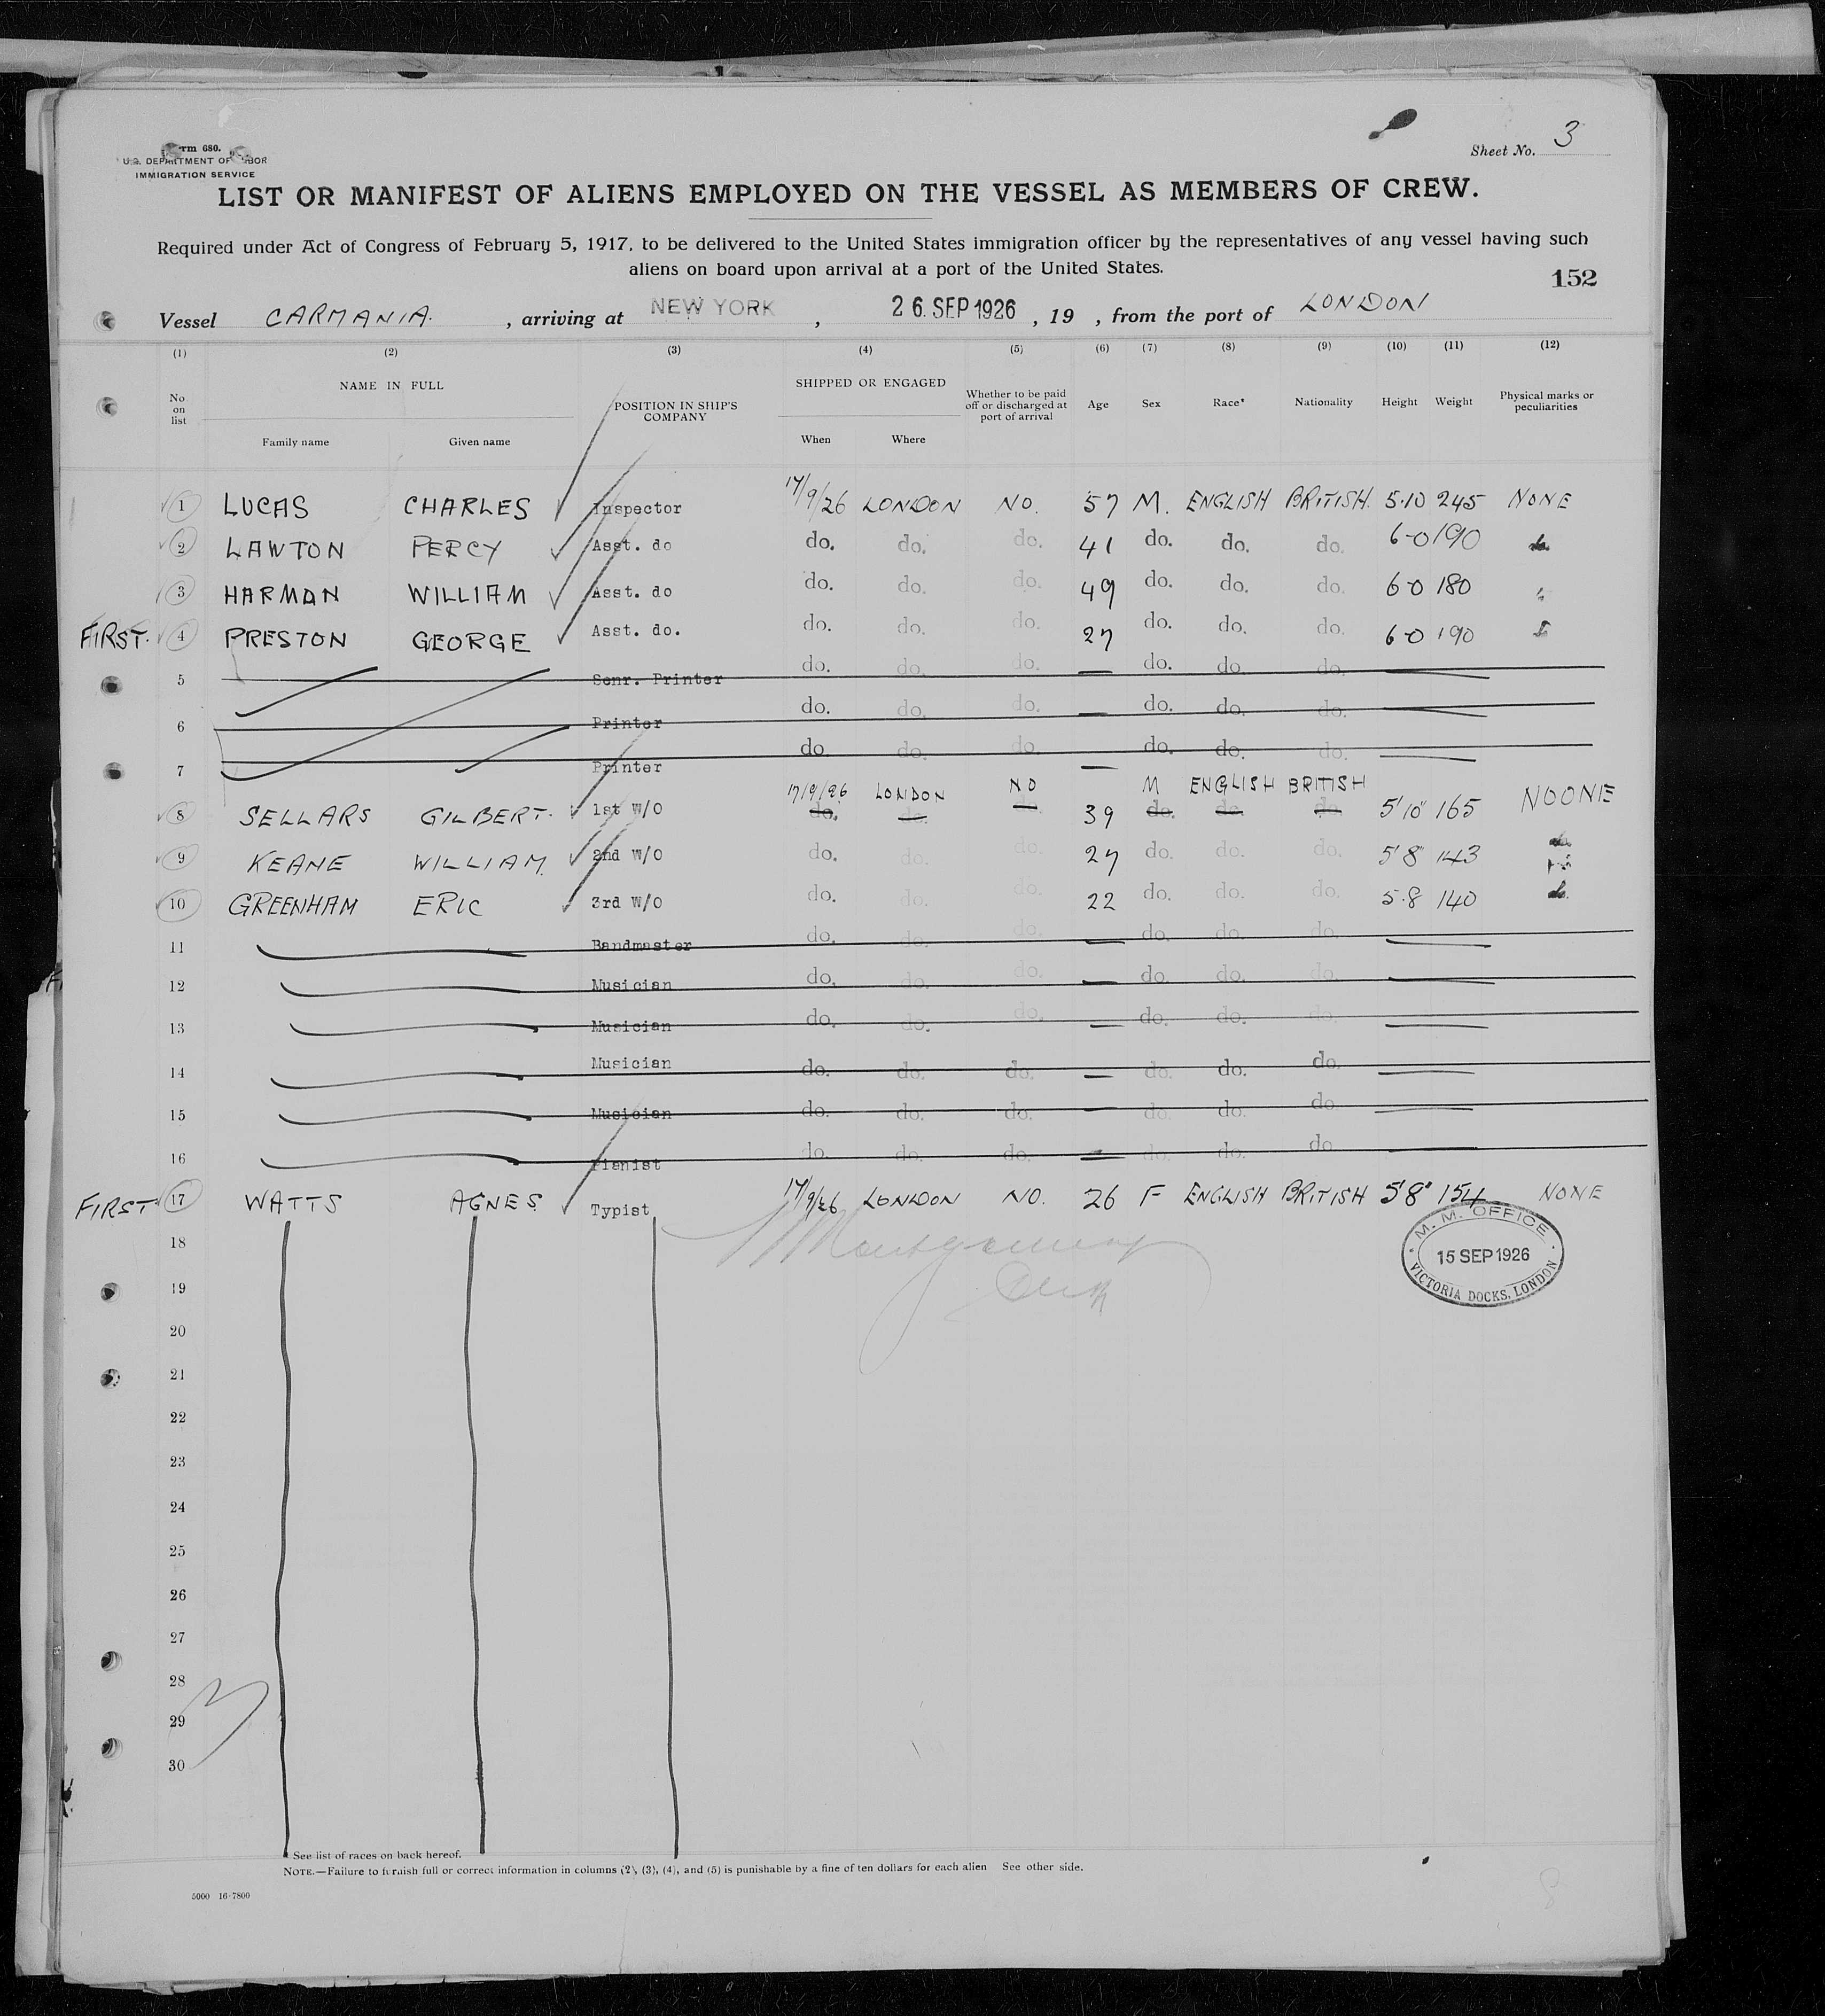 Form 680.
U.S. DEPARTMENT OF LABOR
IMMIGRATION SERVICE
Sheet No. 3
LIST OR MANIFEST OF ALIENS EMPLOYED ON THE VESSEL AS MEMBERS OF CREW.
Required under Act of Congress of February 5, 1917, to be delivered to the United States immigration officer by the representatives of any vessel having such
aliens on board upon arrival at a port of the United States.
152
Vessel CARMANIA. , arriving at NEW YORK , 26. SEP 1926 , 19 , from the port of LONDON
(1) (2) (3) (4) (5) (6) (7) (8) (9) (10) (11) (12)
No on list NAME IN FULL POSITION IN SHIP'S COMPANY SHIPPED OR ENGAGED Whether to be paid off or discharged at port of arrival Age Sex Race* Nationality Height Weight Physical marks or peculiarities
Family name Given name When Where
1 LUCAS CHARLES Inspector 17/9/26 LONDON NO. 57 M. ENGLISH BRITISH. 5·10 245 NONE
2 LAWTON PERCY Asst. do do. do. do. 41 do. do. do. 6-0 190
3 HARMAN WILLIAM Asst. do do. do. do. 49 do. do. do. 6-0 180
FIRST. 4 PRESTON GEORGE Asst. do. do. do. do. 27 do. do. do. 6-0 190
5 Senr. Printer do. do. do. — do. do. do.
6 Printer do. do. do. — do. do. do.
7 Printer do. do. do. — do. do. do.
17/9/26 LONDON NO M ENGLISH BRITISH
8 SELLARS GILBERT. 1st W/O do. do. 39 do. do. do. 5'10" 165 NOONE
9 KEANE WILLIAM. 2nd W/O do. do. do. 27 do. do. do. 5'8" 143
10 GREENHAM ERIC 3rd W/O do. do. do. 22 do. do. do. 5·8 140
11 Bandmaster do. do. do. — do. do. do.
12 Musician do. do. do. — do. do. do.
13 Musician do. do. do. — do. do. do.
14 Musician do. do. do. — do. do. do.
15 Musician do. do. do. — do. do. do.
16 Pianist do. do. do. — do. do. do.
FIRST 17 WATTS AGNES. Typist 17/9/26 LONDON NO. 26 F ENGLISH BRITISH 5'8" 154 NONE
M. M. OFFICE
15 SEP 1926
VICTORIA DOCKS, LONDON
18
19
20
21
22
23
24
25
26
27
28
29
30
See list of races on back hereof.
NOTE.—Failure to furnish full or correct information in columns (2), (3), (4), and (5) is punishable by a fine of ten dollars for each alien See other side.
5000 16-7800